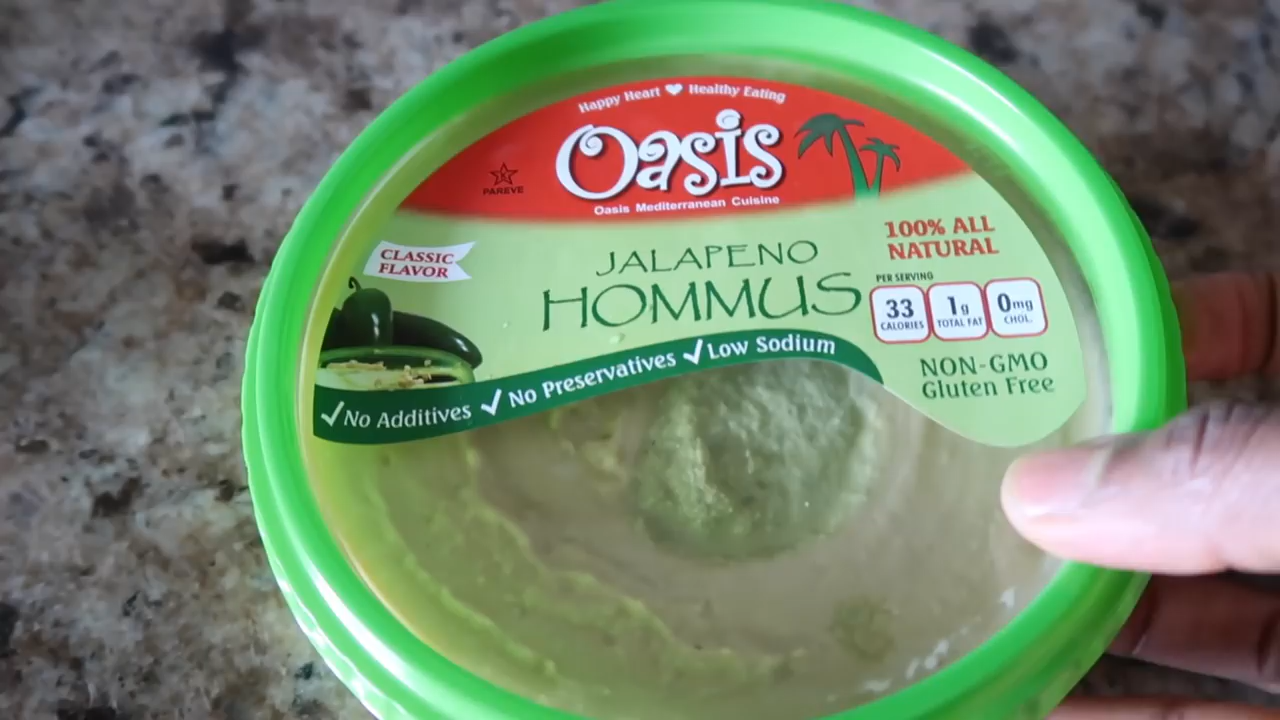 Happy Heart Healthy Eating
Oasis
Oasis Mediterranean Cuisine
PAREVE
CLASSIC
FLAVOR
JALAPENO
HOMMUS
100% ALL
NATURAL
PER SERVING
33
CALORIES
1g
TOTAL FAT
0mg
CHOL.
NON-GMO
Gluten Free
No Additives No Preservatives Low Sodium